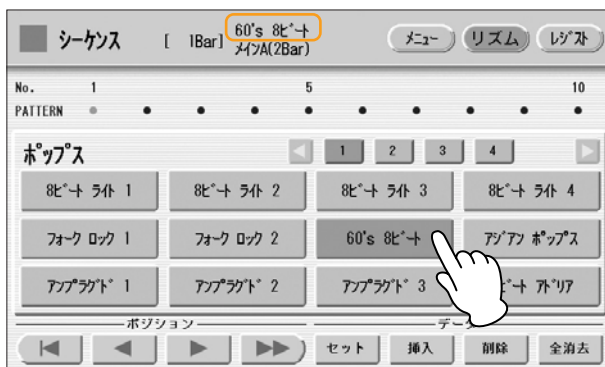 シーケンス [ 1Bar] 60's 8ビート メニュー リズム レジスト
メインA(2Bar)
No. 1 5 10
PATTERN
ポップス 1 2 3 4
8ビート ライト 1 8ビート ライト 2 8ビート ライト 3 8ビート ライト 4
フォーク ロック 1 フォーク ロック 2 60's 8ビート アジアン ポップス
アンプラグド 1 アンプラグド 2 アンプラグド 3 ート アドリア
ポジション デー
セット 挿入 削除 全消去